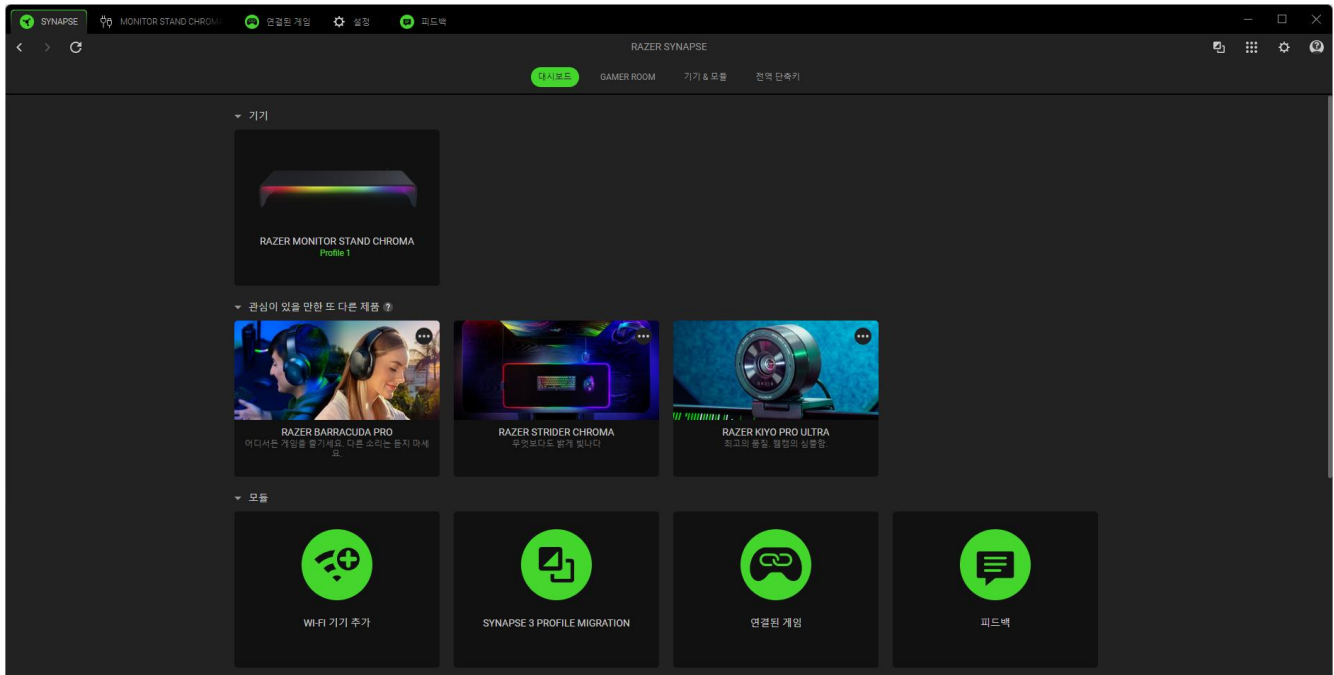 SYNAPSE
MONITOR STAND CHROM
연결된 게임
설정
피드백
RAZER SYNAPSE
대시보드
GAMER ROOM
기기 & 모듈
전역 단축키
기기
RAZER MONITOR STAND CHROMA
Profile 1
관심이 있을 만한 또 다른 제품 ?
RAZER BARRACUDA PRO
어디서든 게임을 즐기세요. 다른 소리는 듣지 마세
요.
RAZER STRIDER CHROMA
무엇보다도 밝게 빛나다
RAZER KIYO PRO ULTRA
최고의 품질. 웹캠의 심플함.
모듈
WI-FI 기기 추가
SYNAPSE 3 PROFILE MIGRATION
연결된 게임
피드백